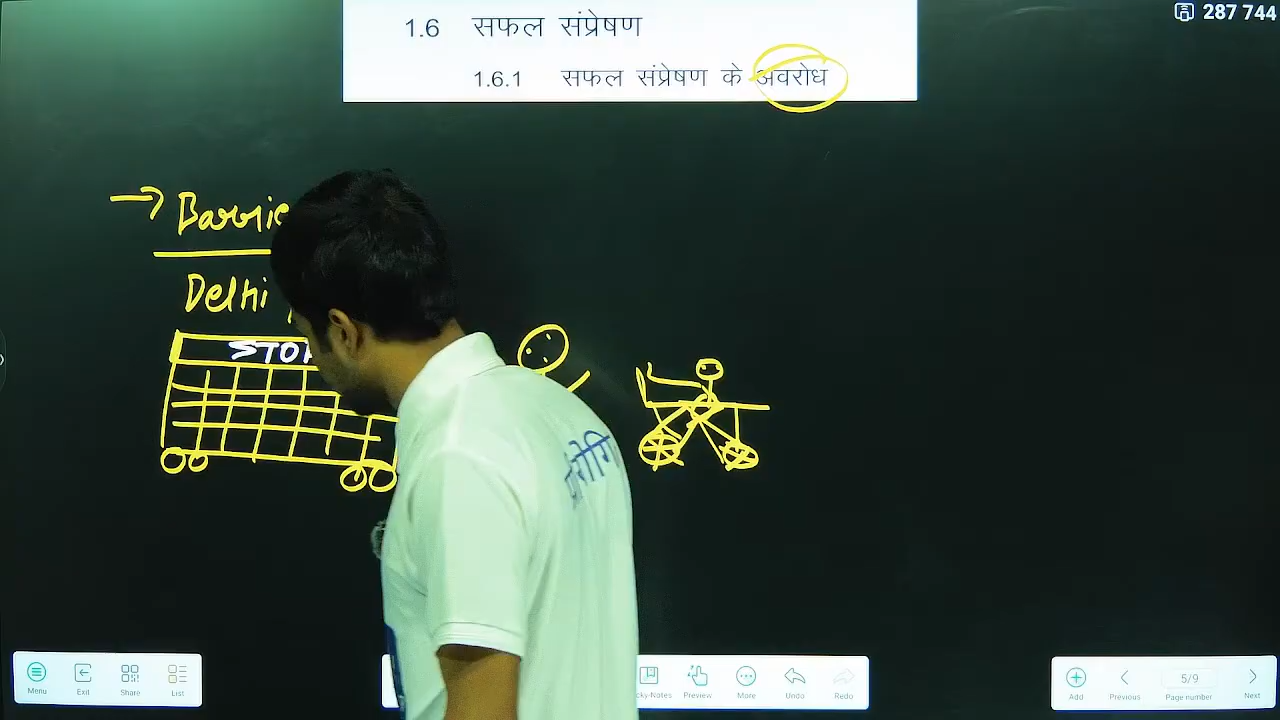 287 744
1.6 सफल संप्रेषण
1.6.1 सफल संप्रेषण के अवरोध
Delhi
Menu Exit Share List
Preview More Undo Redo
Add Previous 5/9 Page number Next